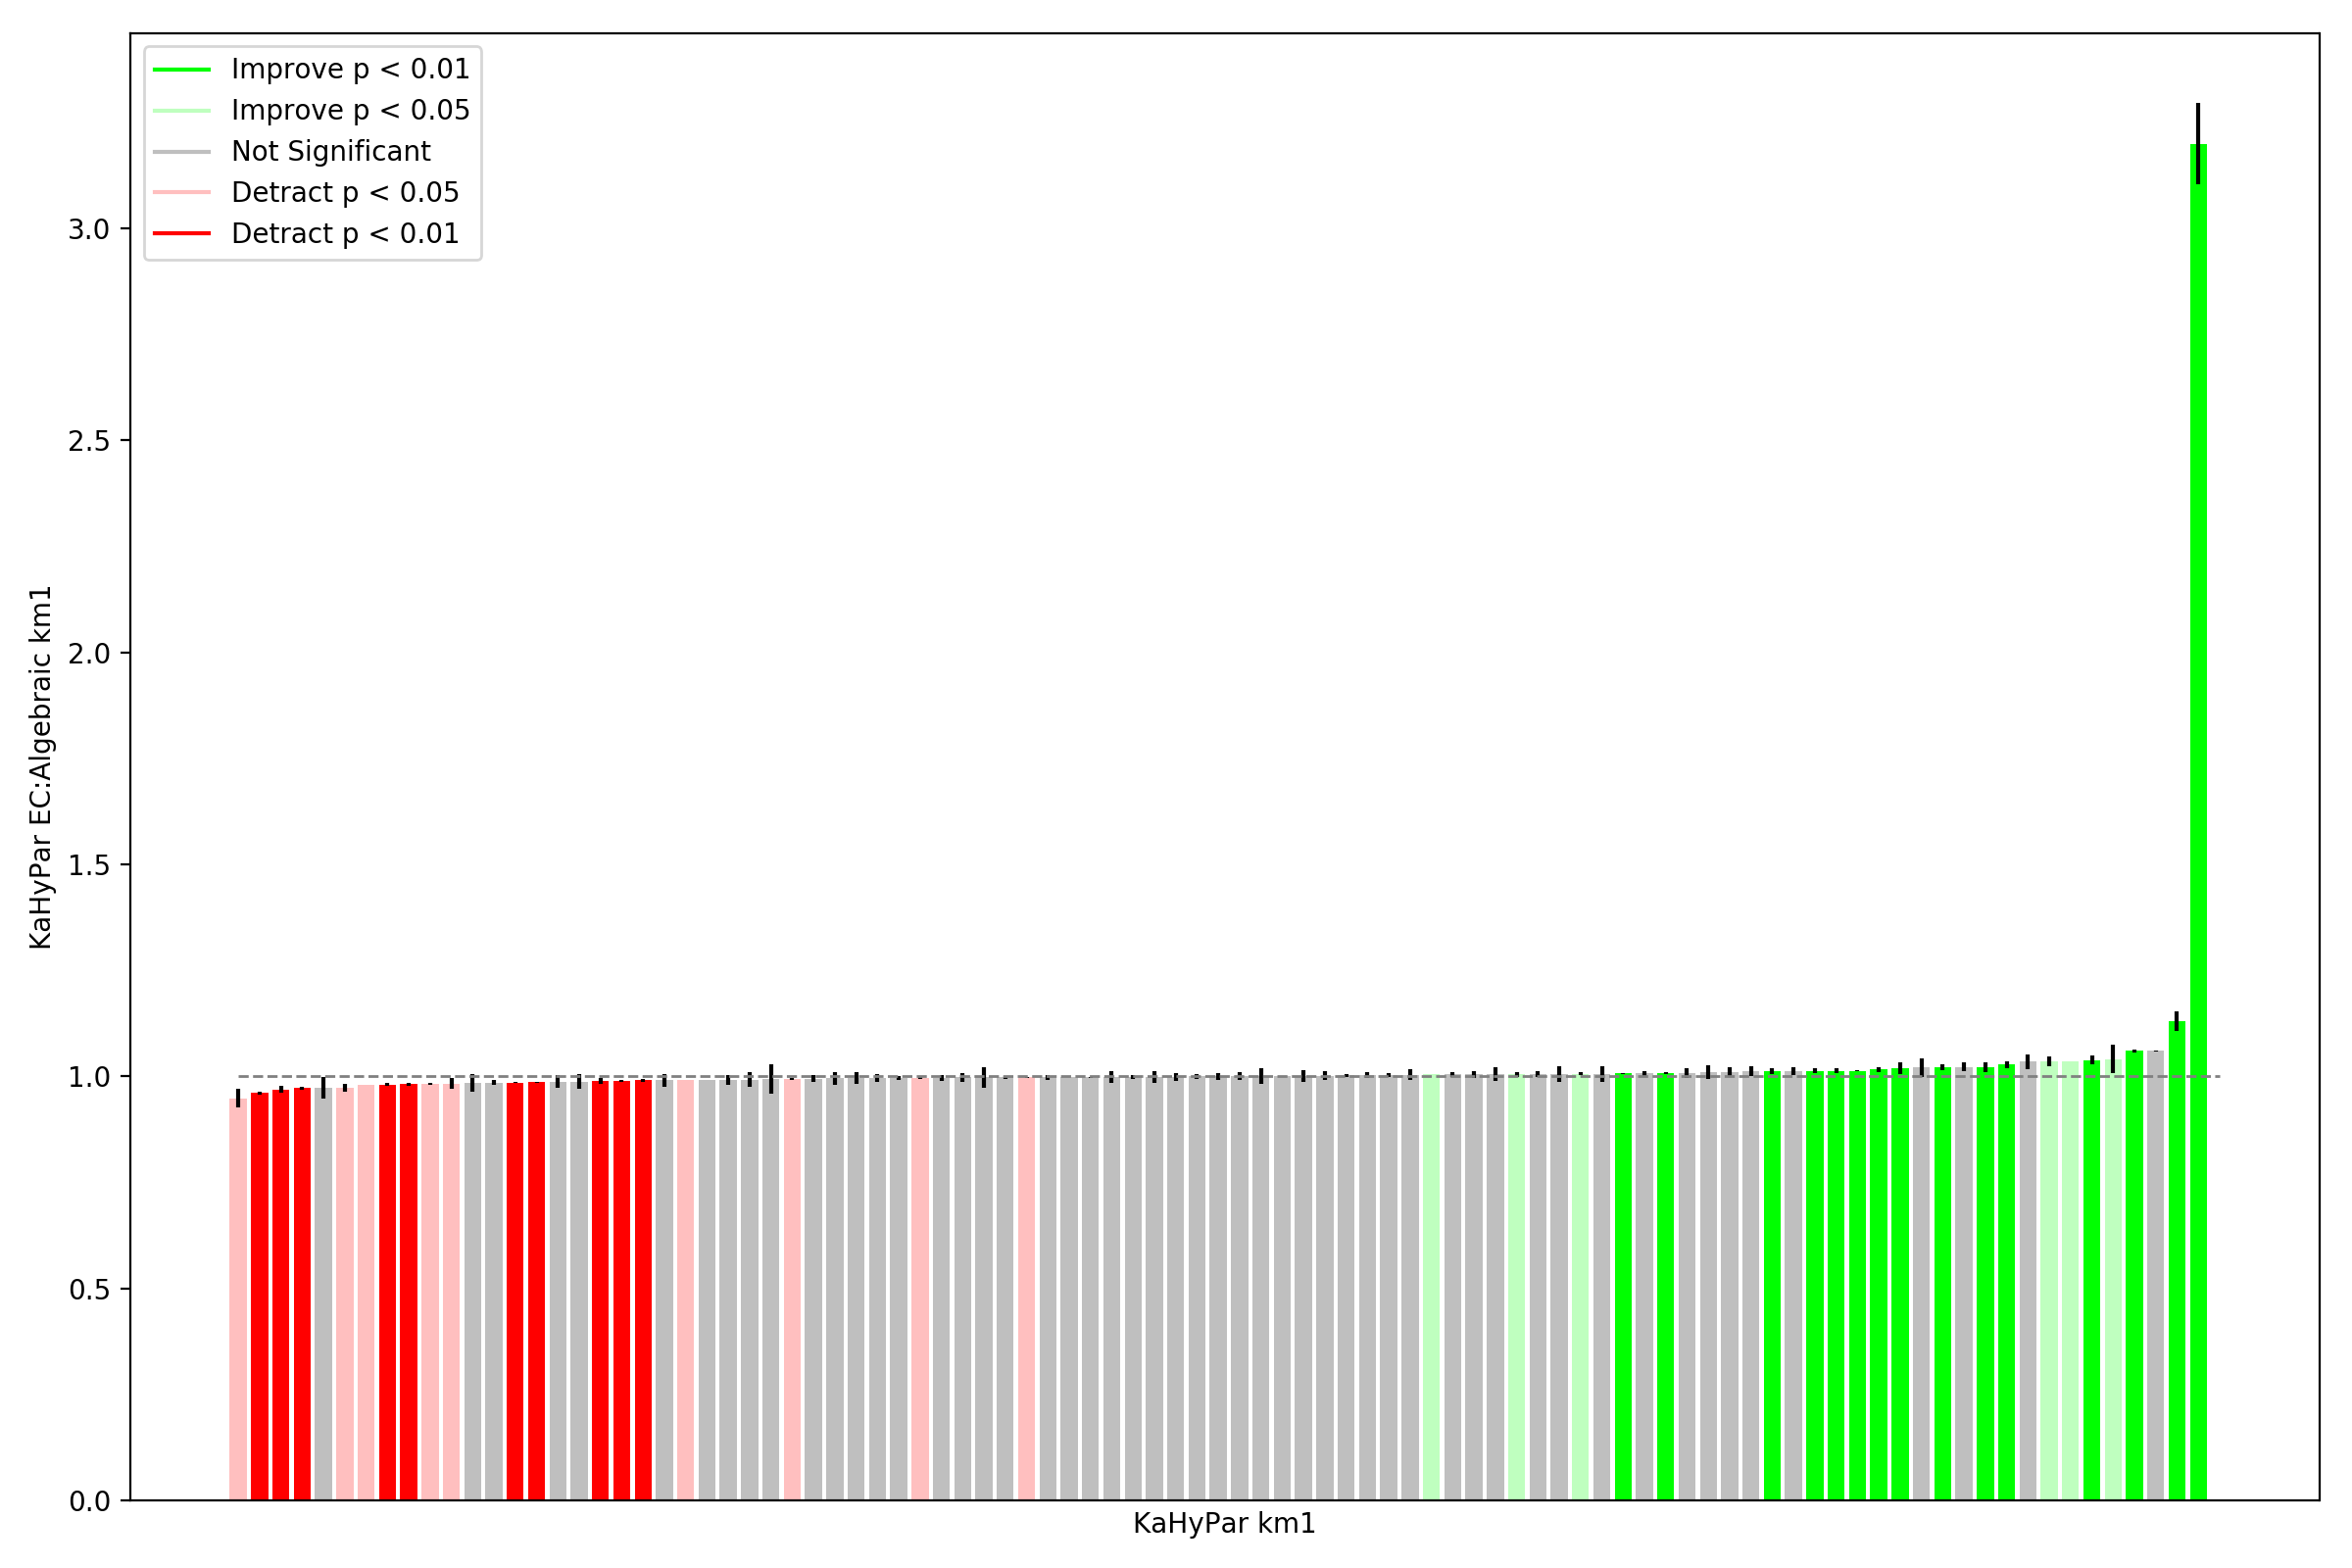 Improve p < 0.01
Improve p < 0.05
Not Significant
Detract p < 0.05
Detract p < 0.01
3.0
2.5
2.0
1.5
1.0
0.5
0.0
KaHyPar EC:Algebraic km1
KaHyPar km1